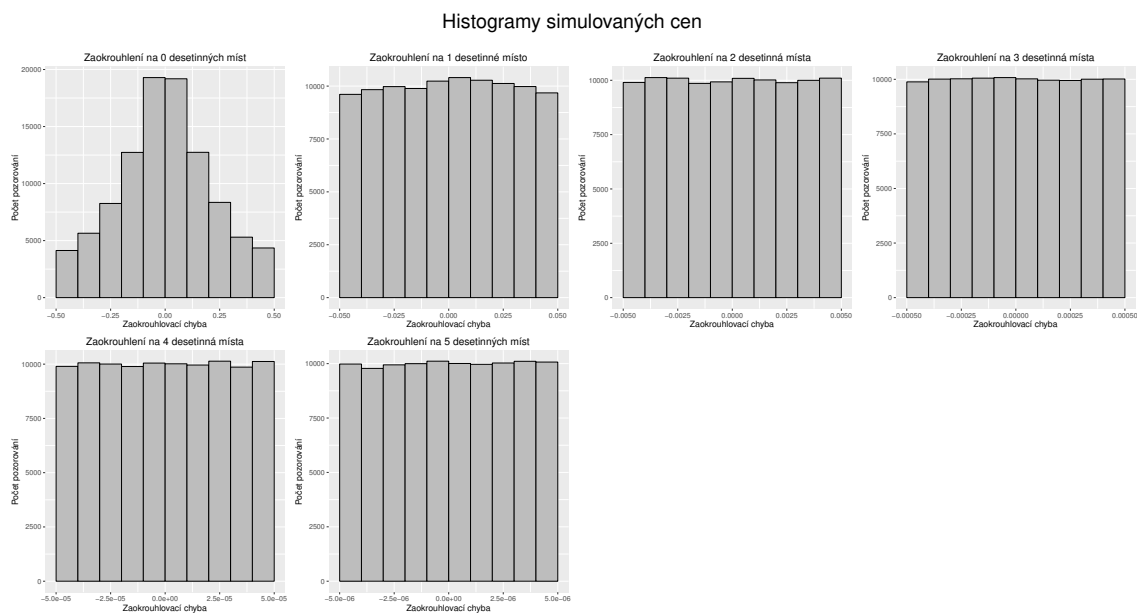 Histogramy simulovaných cen
Zaokrouhlení na 0 desetinných míst
Počet pozorování
20000
15000
10000
5000
0
−0.50
−0.25
0.00
0.25
0.50
Zaokrouhlovací chyba
Zaokrouhlení na 1 desetinné místo
Počet pozorování
10000
7500
5000
2500
0
−0.050
−0.025
0.000
0.025
0.050
Zaokrouhlovací chyba
Zaokrouhlení na 2 desetinná místa
Počet pozorování
10000
7500
5000
2500
0
−0.0050
−0.0025
0.0000
0.0025
0.0050
Zaokrouhlovací chyba
Zaokrouhlení na 3 desetinná místa
Počet pozorování
10000
7500
5000
2500
0
−0.00050
−0.00025
0.00000
0.00025
0.00050
Zaokrouhlovací chyba
Zaokrouhlení na 4 desetinná místa
Počet pozorování
10000
7500
5000
2500
0
−5.0e−05
−2.5e−05
0.0e+00
2.5e−05
5.0e−05
Zaokrouhlovací chyba
Zaokrouhlení na 5 desetinných míst
Počet pozorování
10000
7500
5000
2500
0
−5.0e−06
−2.5e−06
0.0e+00
2.5e−06
5.0e−06
Zaokrouhlovací chyba